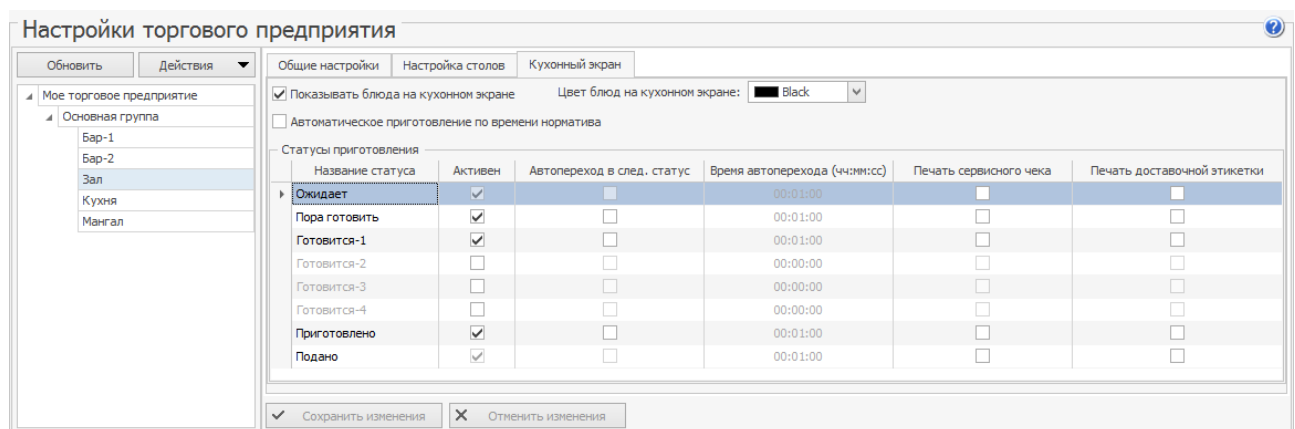 Настройки торгового предприятия
Обновить Действия
Мое торговое предприятие
Основная группа
Бар-1
Бар-2
Зал
Кухня
Мангал
Общие настройки Настройка столов Кухонный экран
Показывать блюда на кухонном экране Цвет блюд на кухонном экране: Black
Автоматическое приготовление по времени норматива
Статусы приготовления
Название статуса Активен Автопереход в след. статус Время автоперехода (чч:мм:сс) Печать сервисного чека Печать доставочной этикетки
Ожидает 00:01:00
Пора готовить 00:01:00
Готовится-1 00:01:00
Готовится-2 00:00:00
Готовится-3 00:00:00
Готовится-4 00:00:00
Приготовлено 00:01:00
Подано 00:01:00
Сохранить изменения Отменить изменения